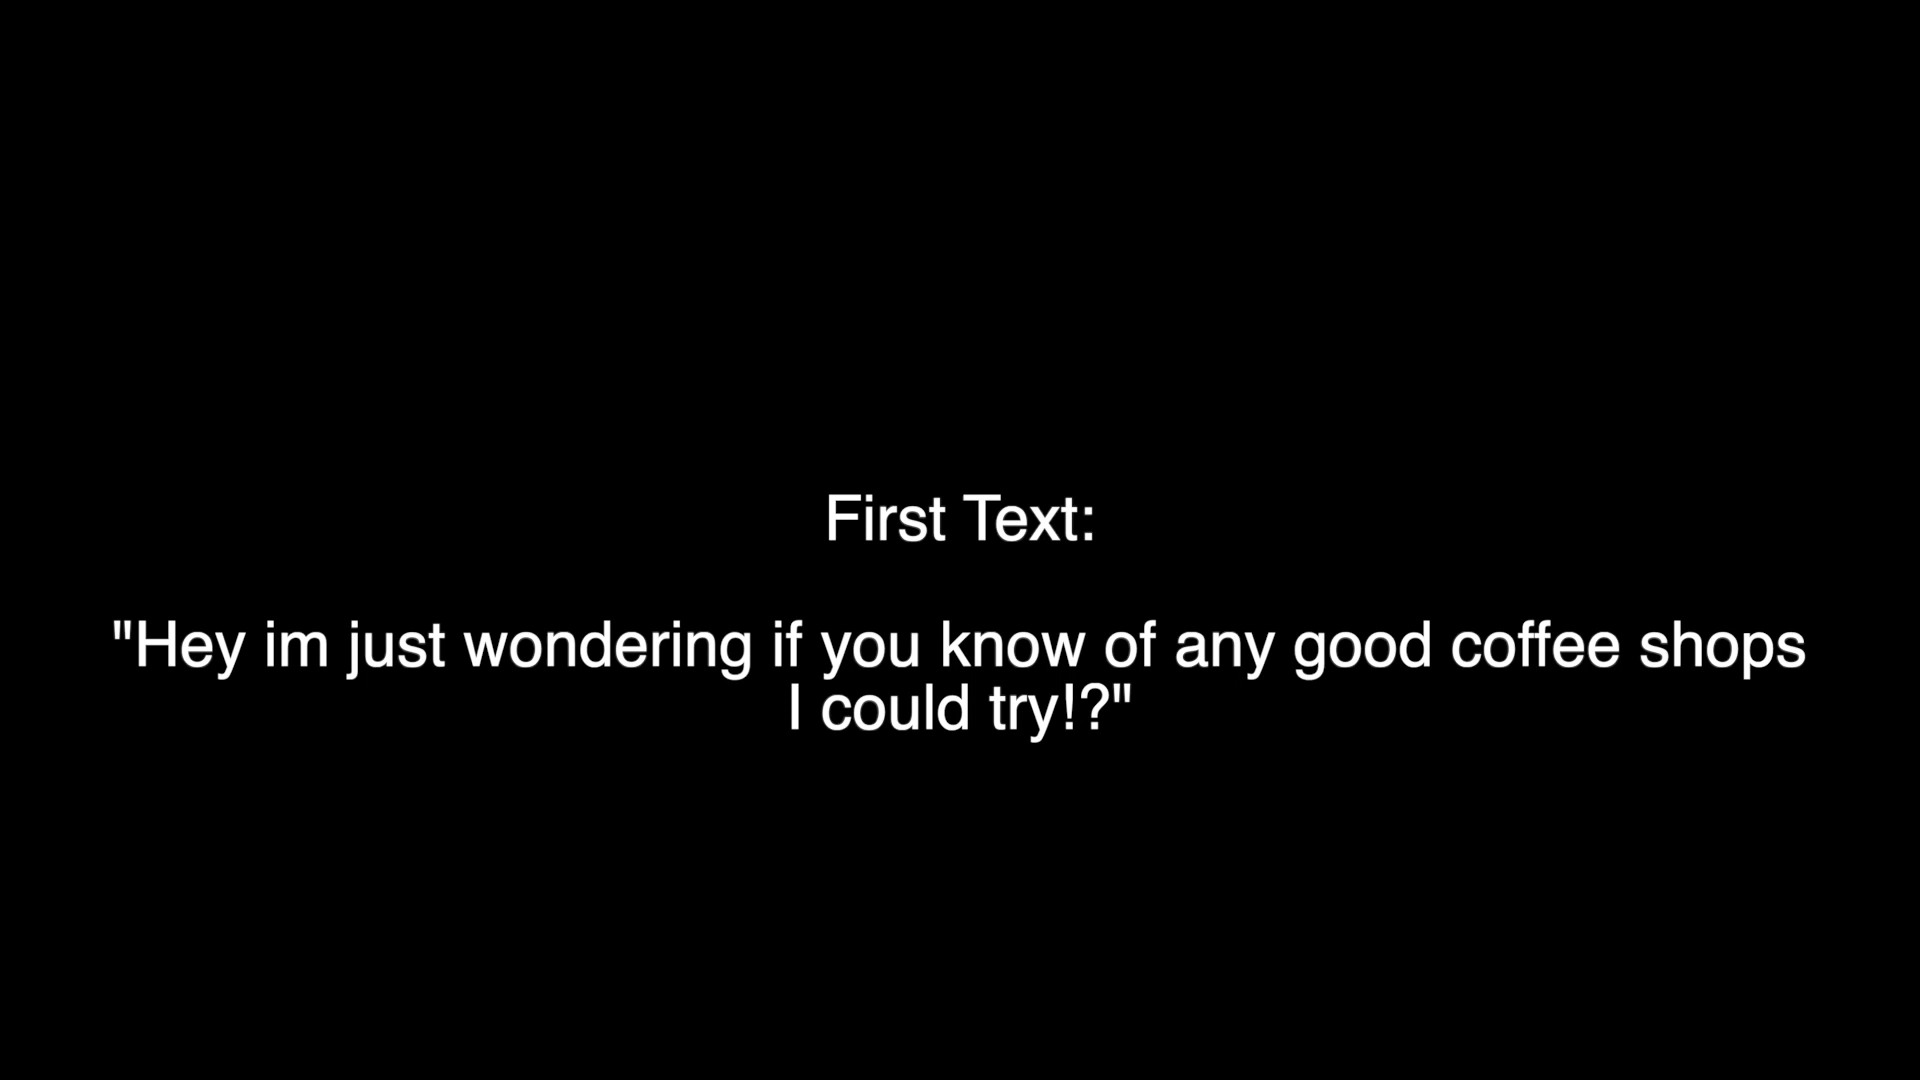 First Text:
"Hey im just wondering if you know of any good coffee shops
I could try!?"